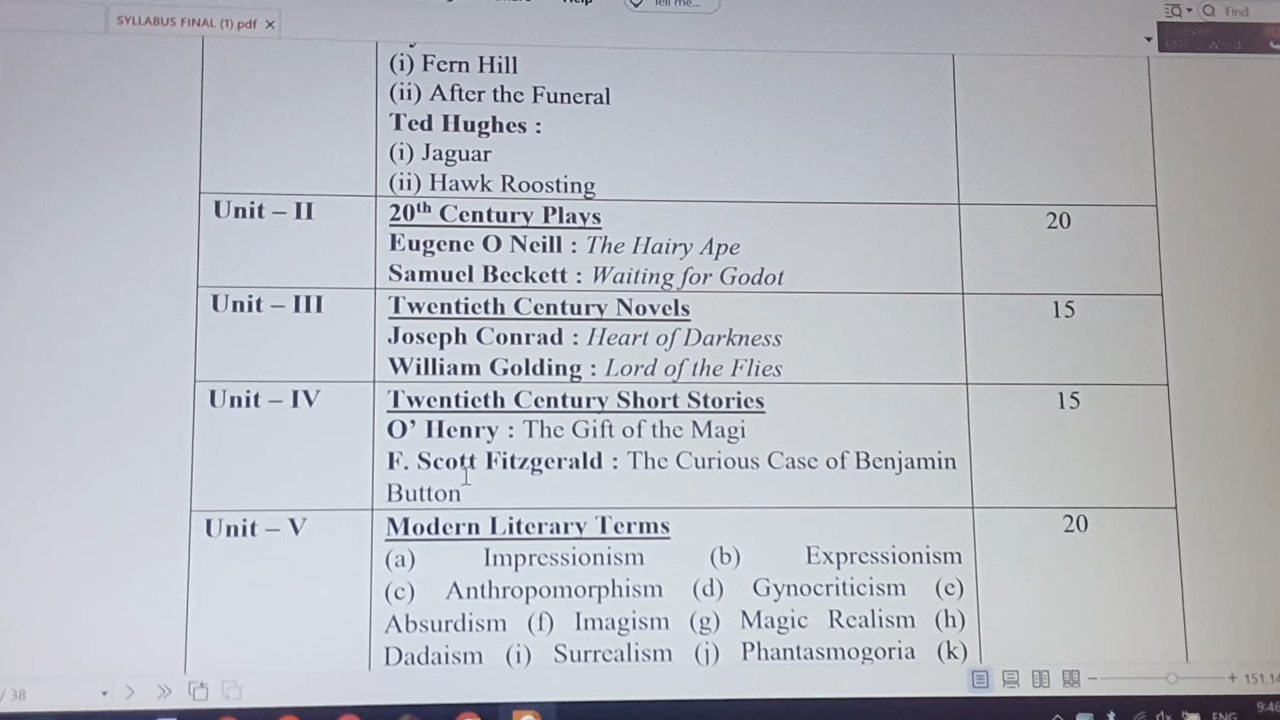 SYLLABUS FINAL (1).pdf ×
Find
(i) Fern Hill
(ii) After the Funeral
Ted Hughes :
(i) Jaguar
(ii) Hawk Roosting
Unit – II
20th Century Plays
20
Eugene O Neill : The Hairy Ape
Samuel Beckett : Waiting for Godot
Unit – III
Twentieth Century Novels
15
Joseph Conrad : Heart of Darkness
William Golding : Lord of the Flies
Unit – IV
Twentieth Century Short Stories
15
O' Henry : The Gift of the Magi
F. Scott Fitzgerald : The Curious Case of Benjamin
Button
Unit – V
Modern Literary Terms
20
(a) Impressionism (b) Expressionism
(c) Anthropomorphism (d) Gynocriticism (e)
Absurdism (f) Imagism (g) Magic Realism (h)
Dadaism (i) Surrealism (j) Phantasmogoria (k)
/ 38
151.14
ENG
9:46